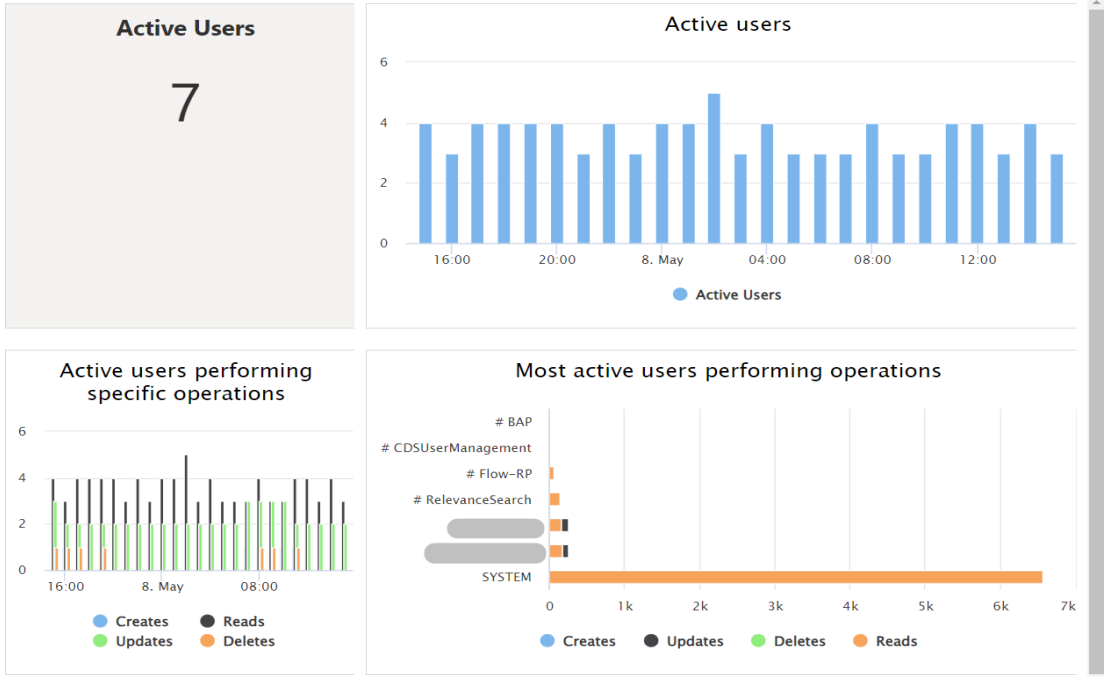 Active Users
7
Active users
6
4
2
0
16:00 20:00 8. May 04:00 08:00 12:00
Active Users
Active users performing
specific operations
6
4
2
0
16:00 8. May 08:00
Creates Reads
Updates Deletes
Most active users performing operations
# BAP
# CDSUserManagement
# Flow-RP
# RelevanceSearch
SYSTEM
0 1k 2k 3k 4k 5k 6k 7k
Creates Updates Deletes Reads